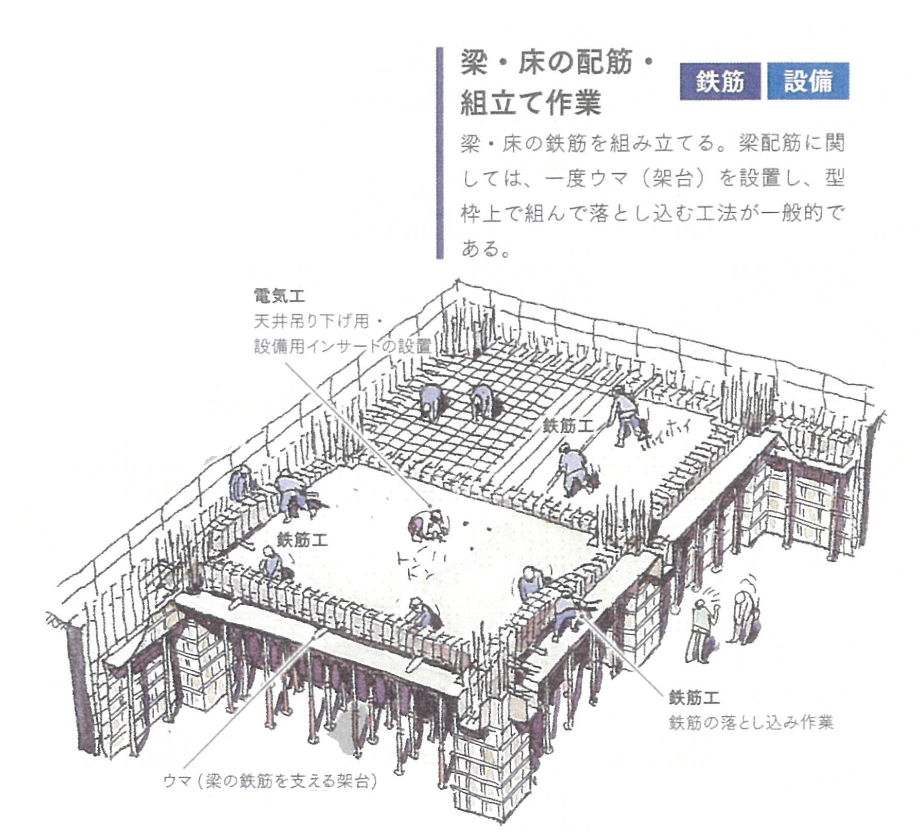 梁・床の配筋・
組立て作業
鉄筋 設備
梁・床の鉄筋を組み立てる。梁配筋に関
しては、一度ウマ（架台）を設置し、型
枠上で組んで落とし込む工法が一般的で
ある。
電気工
天井吊り下げ用・
設備用インサートの設置
鉄筋工
ホイホイ
鉄筋工
鉄筋工
鉄筋の落とし込み作業
ウマ（梁の鉄筋を支える架台）